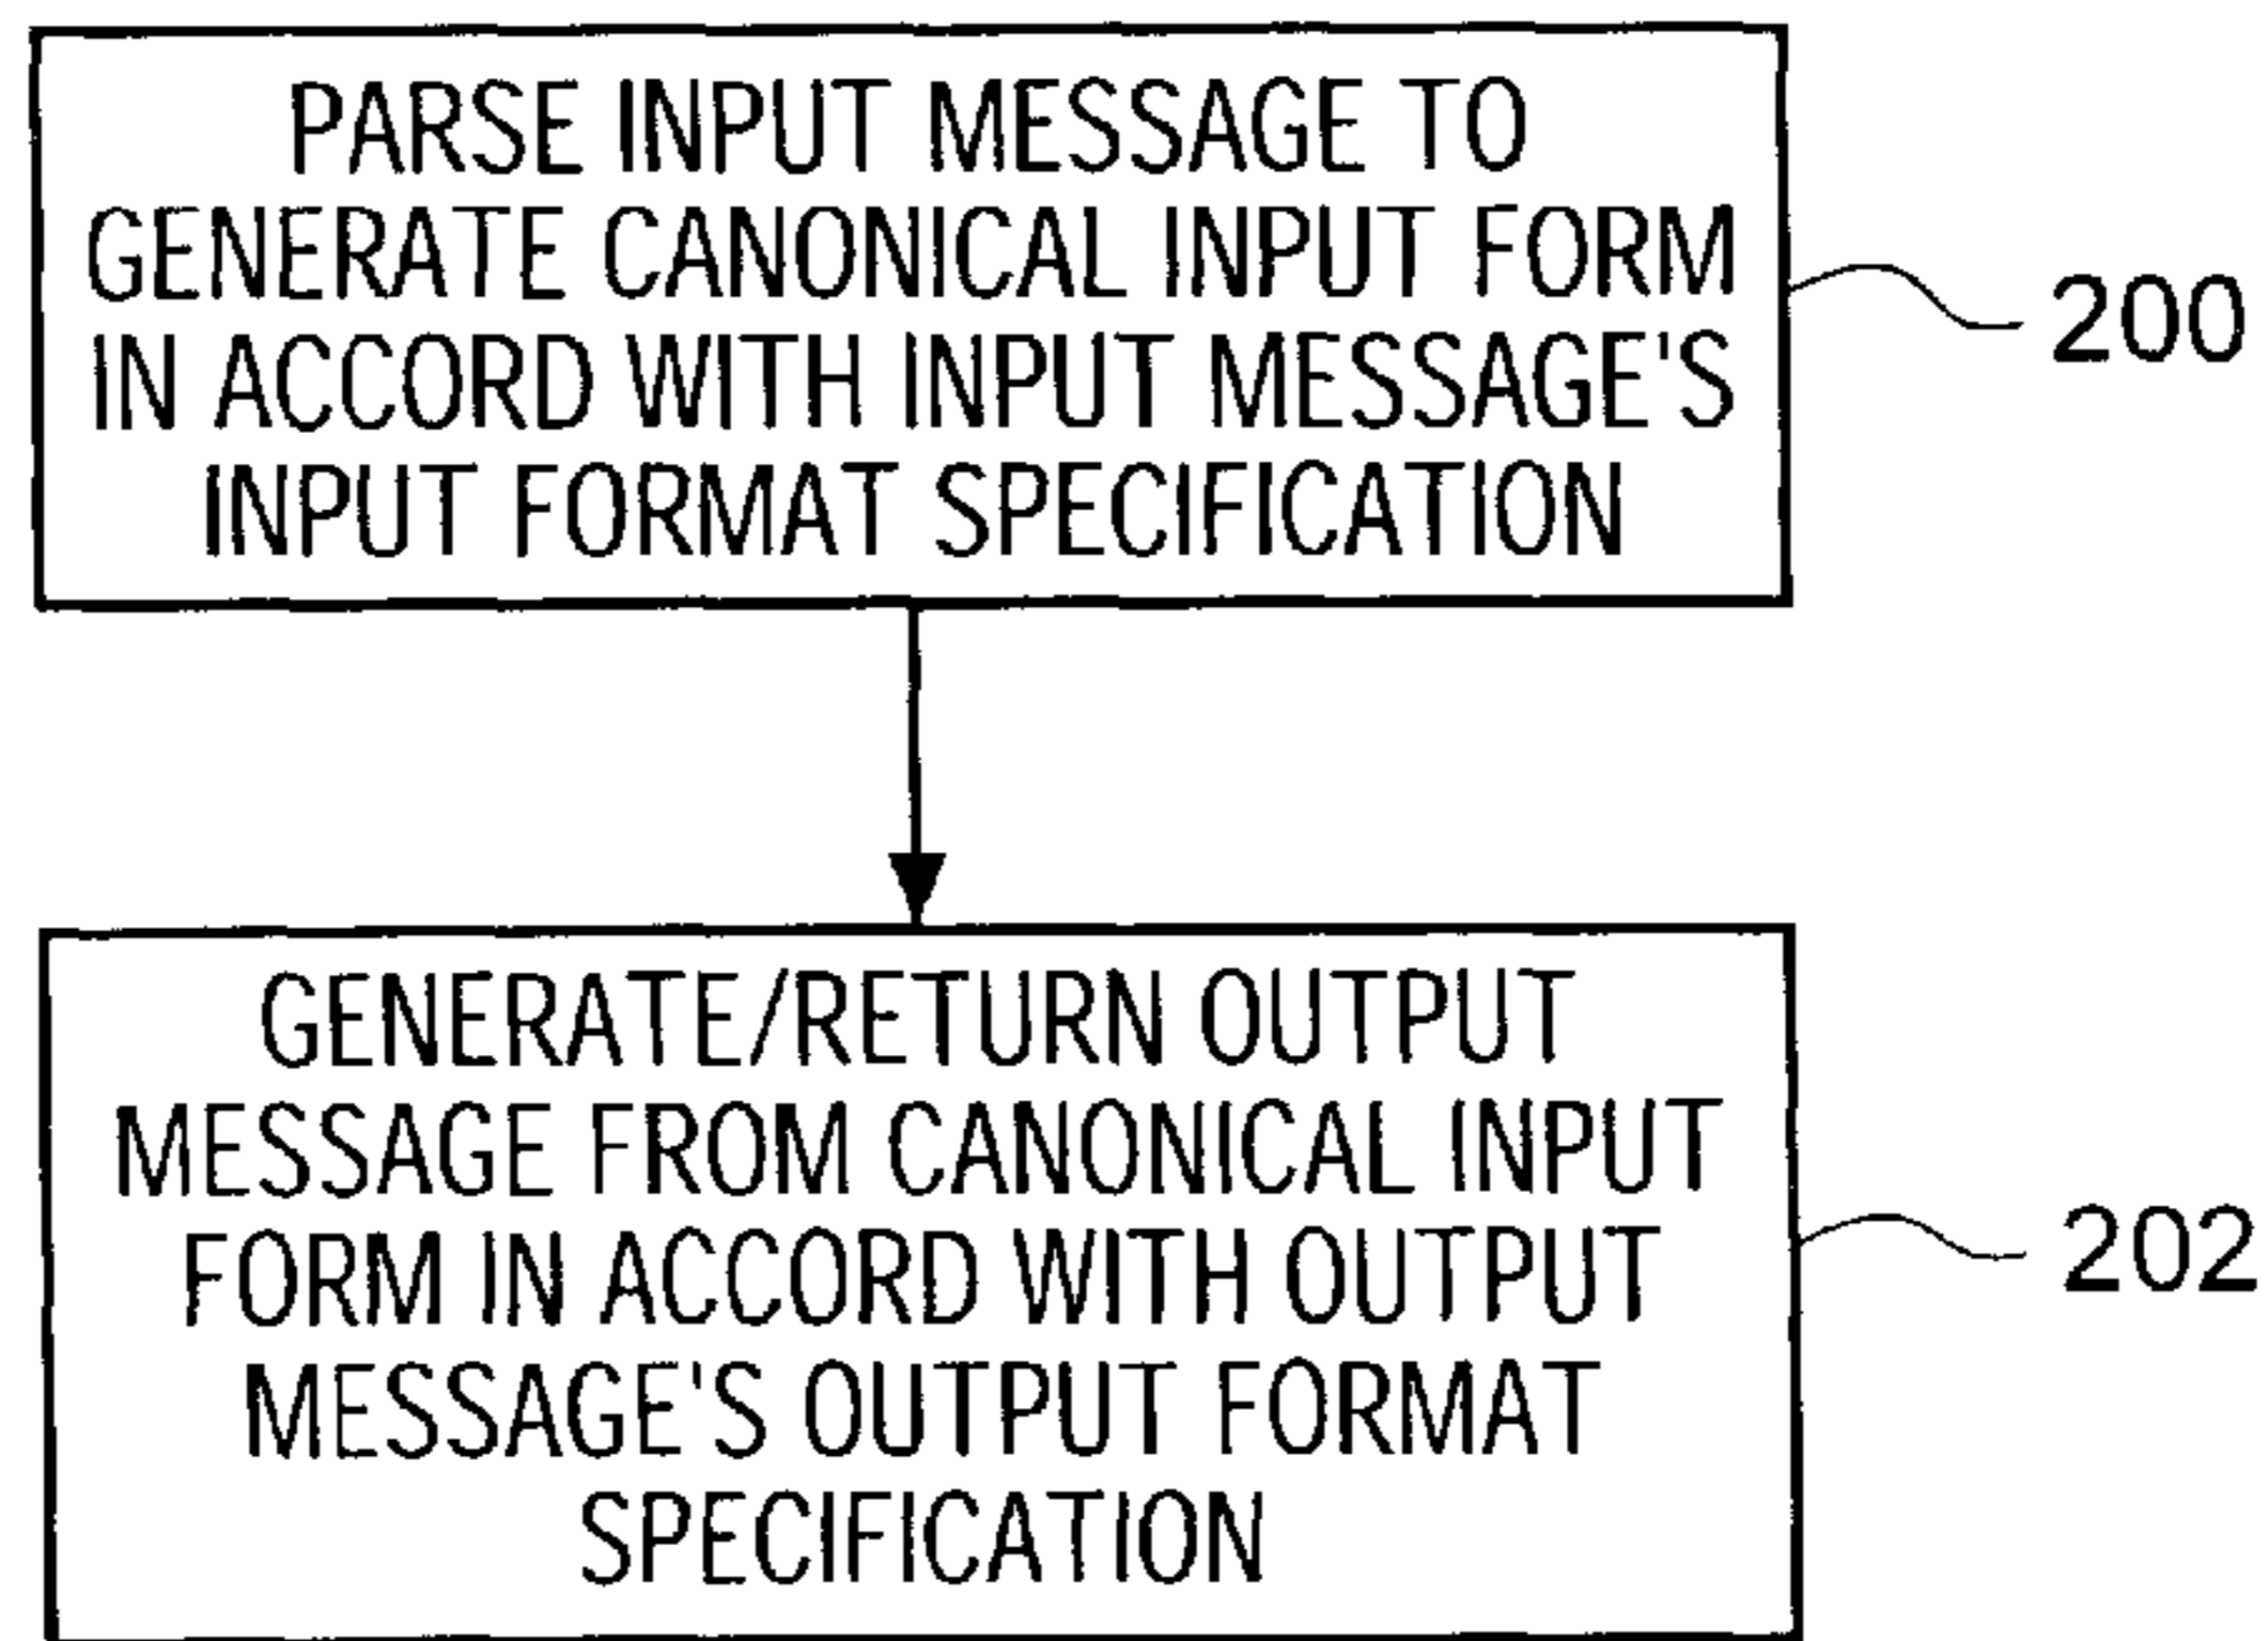 PARSE INPUT MESSAGE TO
GENERATE CANONICAL INPUT FORM
IN ACCORD WITH INPUT MESSAGE'S
INPUT FORMAT SPECIFICATION
200
GENERATE/RETURN OUTPUT
MESSAGE FROM CANONICAL INPUT
FORM IN ACCORD WITH OUTPUT
MESSAGE'S OUTPUT FORMAT
SPECIFICATION
202